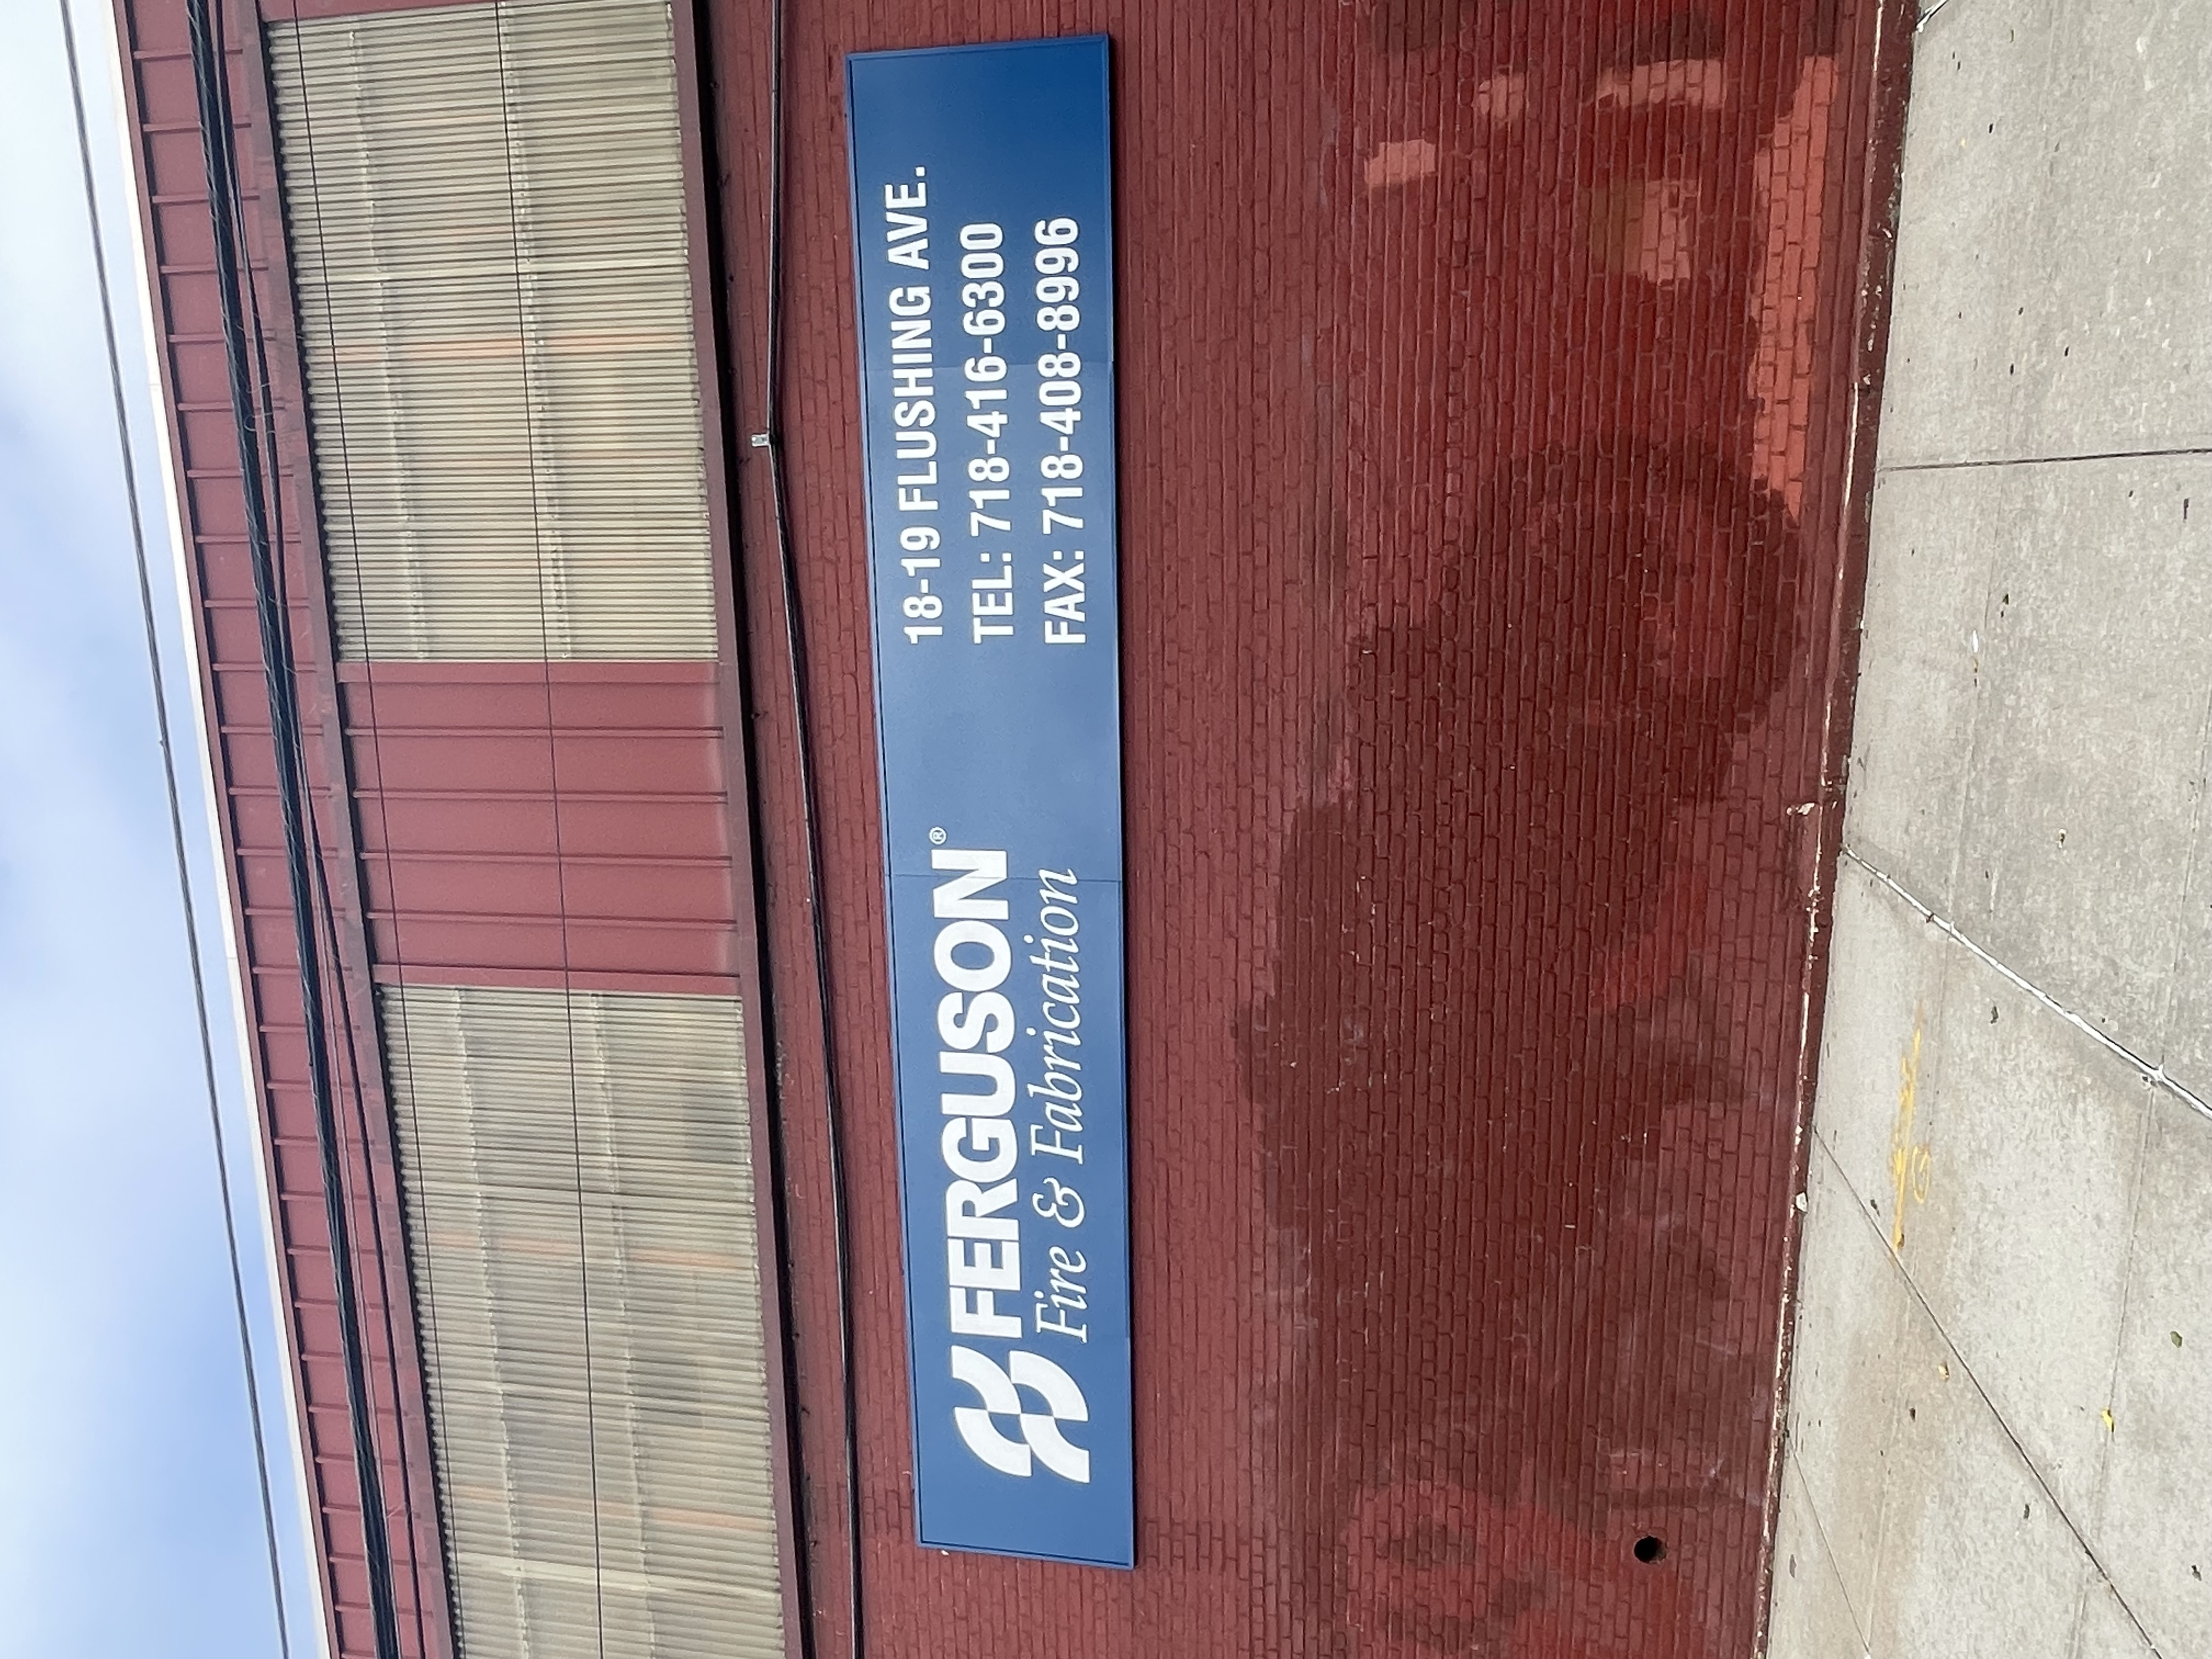 FERGUSON®
Fire & Fabrication
18-19 FLUSHING AVE.
TEL: 718-416-6300
FAX: 718-408-8996